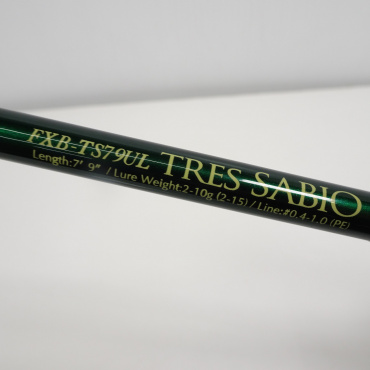 FXB-TS79UL TRES SABIO
Length:7' 9" / Lure Weight:2-10g (2-15) / Line:#0.4-1.0 (PE)